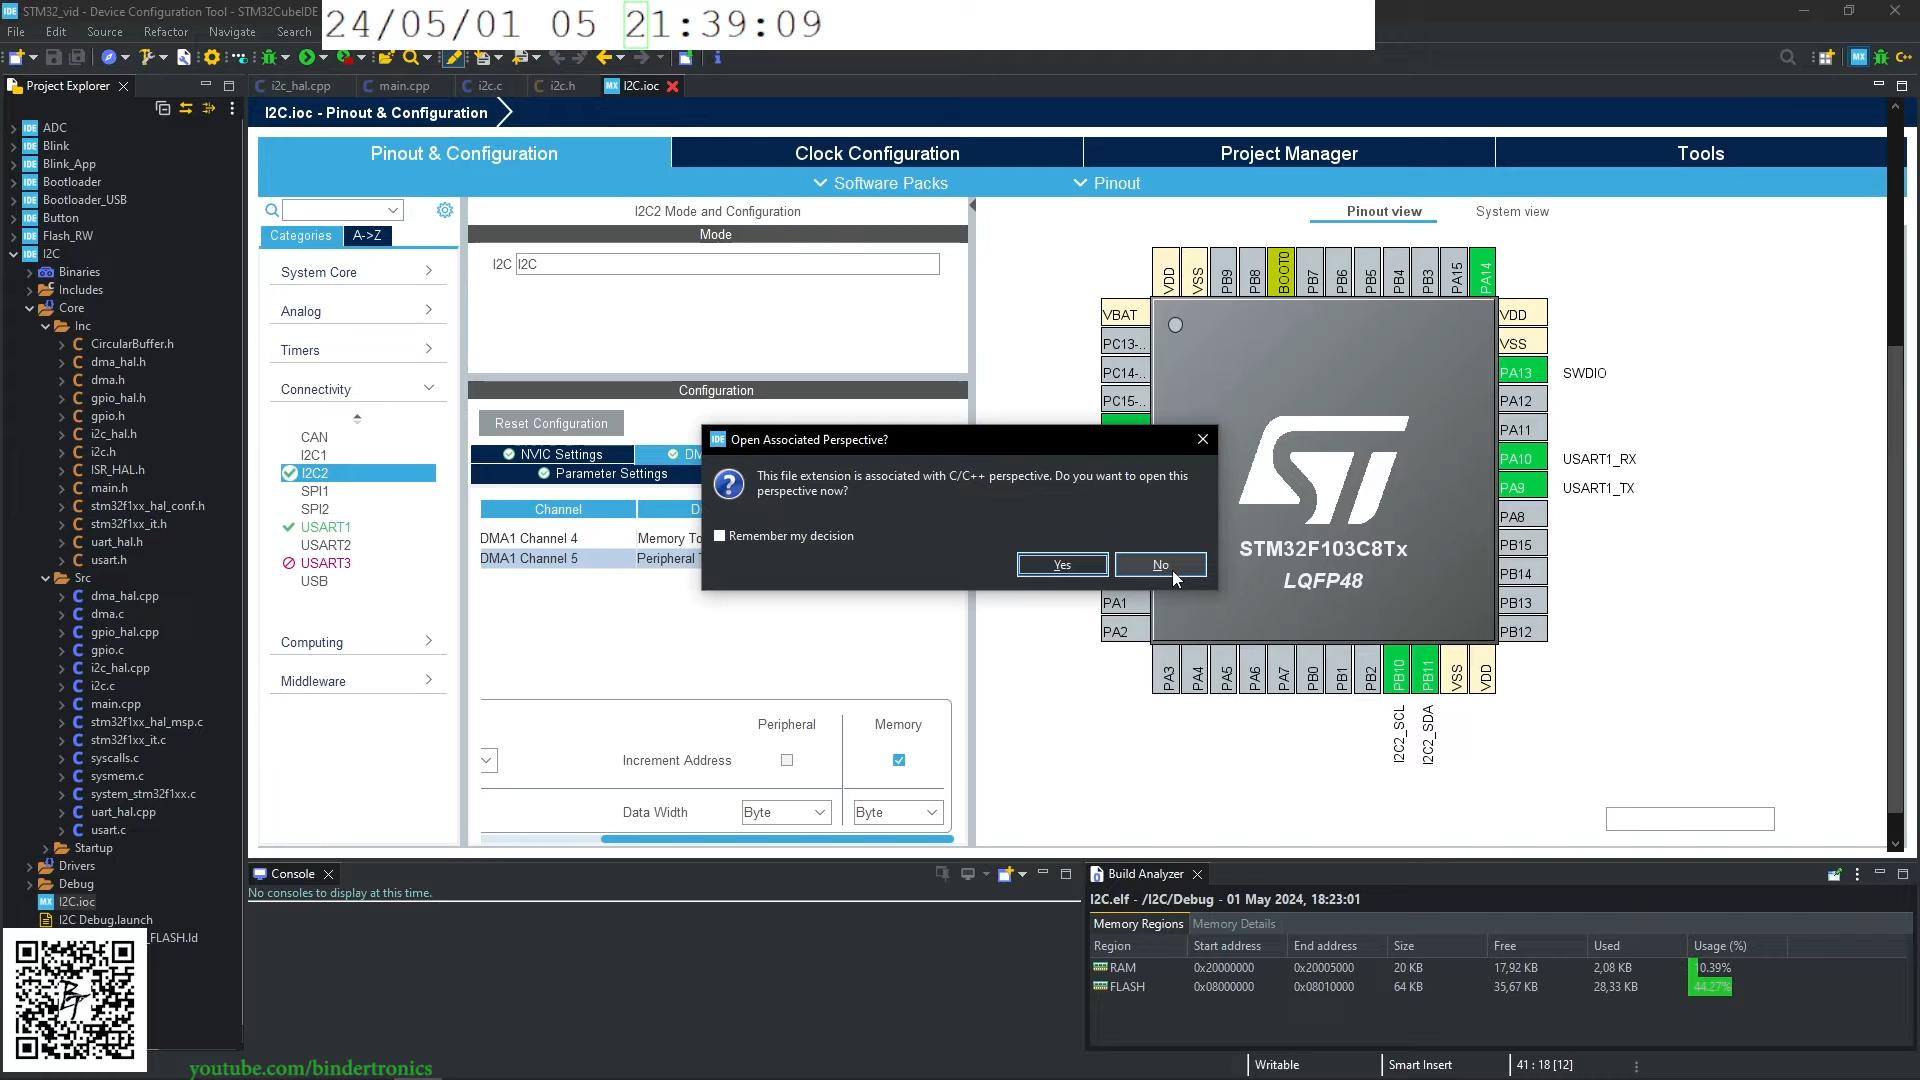 STM32_vid - Device Configuration Tool - STM32CubeIDE
24/05/01 05 21:39:09
File Edit Source Refactor Navigate Search
Project Explorer
i2c_hal.cpp main.cpp i2c.c i2c.h I2C.ioc
I2C.ioc - Pinout & Configuration
Pinout & Configuration Clock Configuration Project Manager Tools
Software Packs Pinout
ADC
Blink
Blink_App
Bootloader
Bootloader_USB
Button
Flash_RW
I2C
Binaries
Includes
Core
Inc
CircularBuffer.h
dma_hal.h
dma.h
gpio_hal.h
gpio.h
i2c_hal.h
i2c.h
ISR_HAL.h
main.h
stm32f1xx_hal_conf.h
stm32f1xx_it.h
uart_hal.h
usart.h
Src
dma_hal.cpp
dma.c
gpio_hal.cpp
gpio.c
i2c_hal.cpp
i2c.c
main.cpp
stm32f1xx_hal_msp.c
stm32f1xx_it.c
syscalls.c
sysmem.c
system_stm32f1xx.c
uart_hal.cpp
usart.c
Startup
Drivers
Debug
I2C.ioc
I2C Debug.launch
_FLASH.ld
youtube.com/bindertronics
Categories A->Z
System Core
Analog
Timers
Connectivity
CAN
I2C1
I2C2
SPI1
SPI2
USART1
USART2
USART3
USB
Computing
Middleware
I2C2 Mode and Configuration
Mode
I2C I2C
Configuration
Reset Configuration
NVIC Settings DM
Parameter Settings
Channel D
DMA1 Channel 4 Memory To
DMA1 Channel 5 Peripheral T
Peripheral Memory
Increment Address
Data Width Byte Byte
Open Associated Perspective?
This file extension is associated with C/C++ perspective. Do you want to open this
perspective now?
Remember my decision
Yes No
Pinout view System view
VDD VSS PB9 PB8 BOOT0 PB7 PB6 PB5 PB4 PB3 PA15 PA14
VBAT
PC13-..
PC14-..
PC15-..
PA1
PA2
VDD
VSS
PA13 SWDIO
PA12
PA11
PA10 USART1_RX
PA9 USART1_TX
PA8
PB15
PB14
PB13
PB12
STM32F103C8Tx
LQFP48
PA3 PA4 PA5 PA6 PA7 PB0 PB1 PB2 PB10 PB11 VSS VDD
I2C2_SCL I2C2_SDA
Console
No consoles to display at this time.
Build Analyzer
I2C.elf - /I2C/Debug - 01 May 2024, 18:23:01
Memory Regions Memory Details
Region Start address End address Size Free Used Usage (%)
RAM 0x20000000 0x20005000 20 KB 17,92 KB 2,08 KB 10.39%
FLASH 0x08000000 0x08010000 64 KB 35,67 KB 28,33 KB 44.27%
Writable Smart Insert 41 : 18 [12]